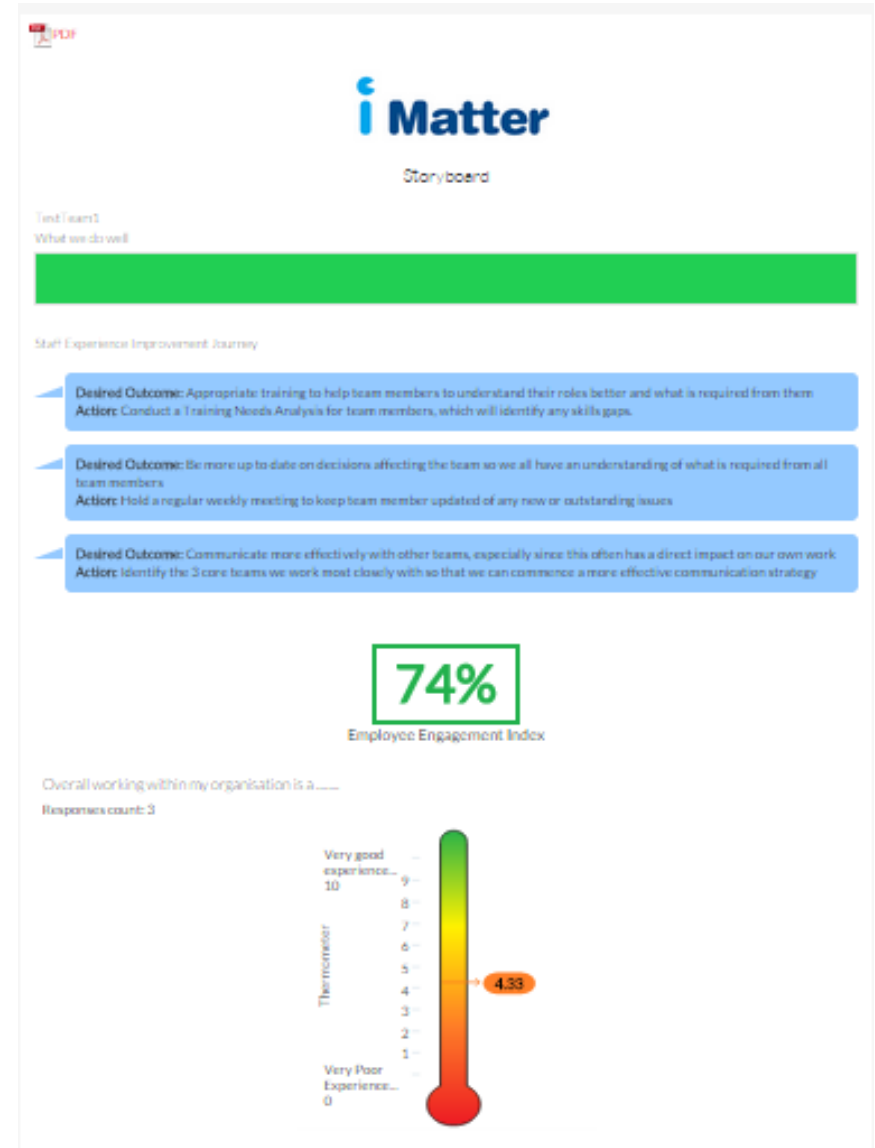 PDF
i Matter
Storyboard
TestTeam1
What we do well
Staff Experience Improvement Journey
Desired Outcome: Appropriate training to help team members to understand their roles better and what is required from them
Action: Conduct a Training Needs Analysis for team members, which will identify any skills gaps.
Desired Outcome: Be more up to date on decisions affecting the team so we all have an understanding of what is required from all
team members
Action: Hold a regular weekly meeting to keep team member updated of any new or outstanding issues
Desired Outcome: Communicate more effectively with other teams, especially since this often has a direct impact on our own work
Action: Identify the 3 core teams we work most closely with so that we can commence a more effective communication strategy
74%
Employee Engagement Index
Overall working within my organisation is a ......
Responses count: 3
Very good
experience...
10
9
8
7
6
5
4
3
2
1
Thermometer
4.33
Very Poor
Experience...
0